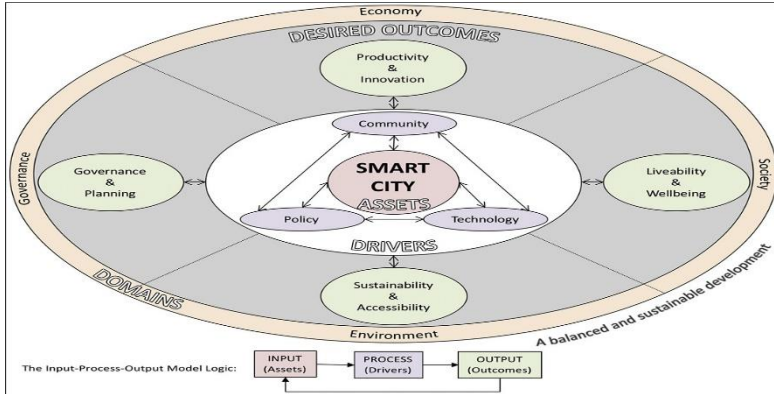 Economy
DESIRED OUTCOMES
Productivity
&
Innovation
Community
Governance
Governance
&
Planning
SMART
CITY
ASSETS
Liveability
&
Wellbeing
Society
Policy
Technology
DRIVERS
DOMAINS
Sustainability
&
Accessibility
Environment
A balanced and sustainable development
The Input-Process-Output Model Logic:
INPUT
(Assets)
PROCESS
(Drivers)
OUTPUT
(Outcomes)